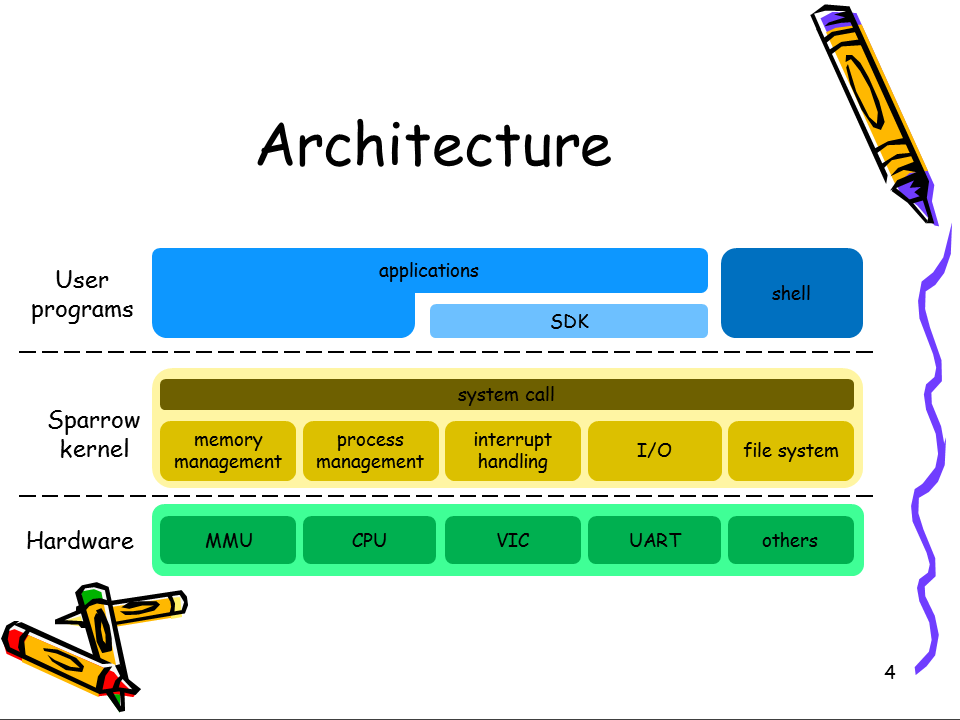 Architecture
User
programs
applications
SDK
shell
Sparrow
kernel
system call
memory
management
process
management
interrupt
handling
I/O
file system
Hardware
MMU
CPU
VIC
UART
others
4